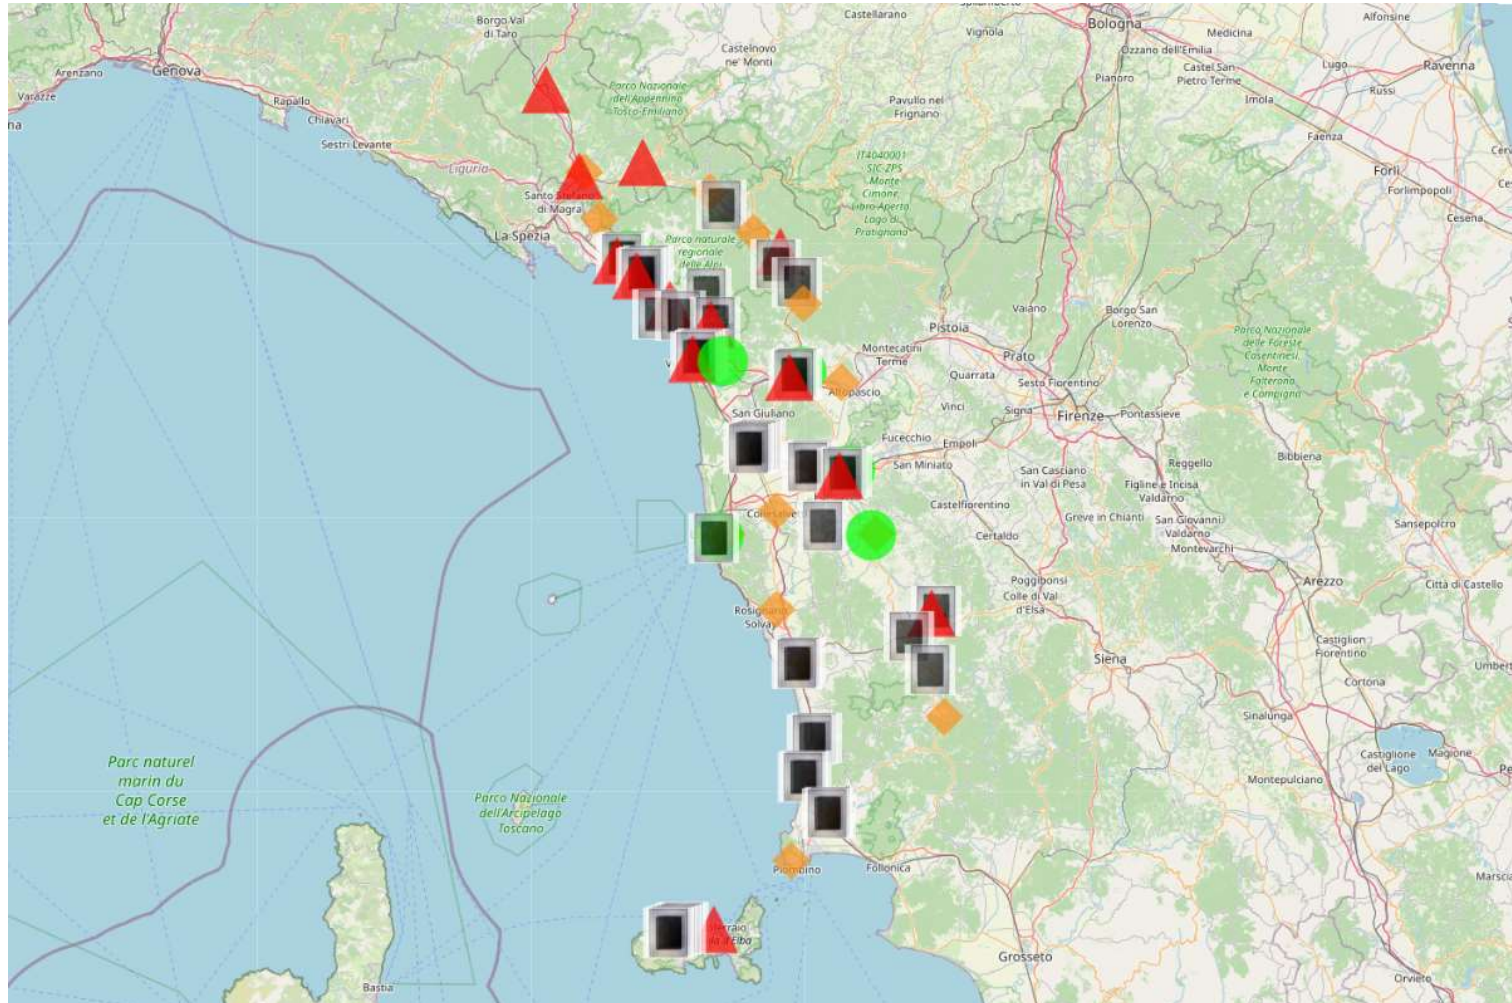 Borgo Val
di Taro
Castellarano
Bologna
Alfonsine
Vignola
Medicina
Ozzano dell'Emilia
Castelnovo
ne' Monti
Genova
Arenzano
Pianoro
Castel San
Pietro Terme
Lugo
Ravenna
Russi
Varazze
Rapallo
Parco Nazionale
dell'Appennino
Tosco-Emiliano
Pavullo nel
Frignano
Imola
Chiavari
Sestri Levante
Faenza
Liguria
IT4040001
- SIC-ZPS
- Monte
Cimone,
Libro Aperto,
Lago di
Pratignano
Forlì
Forlimpopoli
Cesena
Santo Stefano
di Magra
La Spezia
Parco naturale
regionale
delle Alpi
Vaiano
Borgo San
Lorenzo
Pistoia
Parco Nazionale
delle Foreste
Casentinesi,
Monte
Falterona
e Campigna
Montecatini
Terme
Prato
Quarrata
Sesto Fiorentino
Altopascio
Vinci
Signa
Firenze
Pontassieve
San Giuliano
Fucecchio
Empoli
San Miniato
Bibbiena
San Casciano
in Val di Pesa
Reggello
Figline e Incisa
Valdarno
Castelfiorentino
Greve in Chianti
San Giovanni
Valdarno
Sansepolcro
Certaldo
Montevarchi
Poggibonsi
Colle di Val
d'Elsa
Arezzo
Città di Castello
Rosignano
Solvay
Siena
Castiglion
Fiorentino
Cortona
Sinalunga
Parc naturel
marin du
Cap Corse
et de l'Agriate
Castiglione
del Lago
Magione
Montepulciano
Parco Nazionale
dell'Arcipelago
Toscano
Piombino
Follonica
Grosseto
Orvieto
Bastia